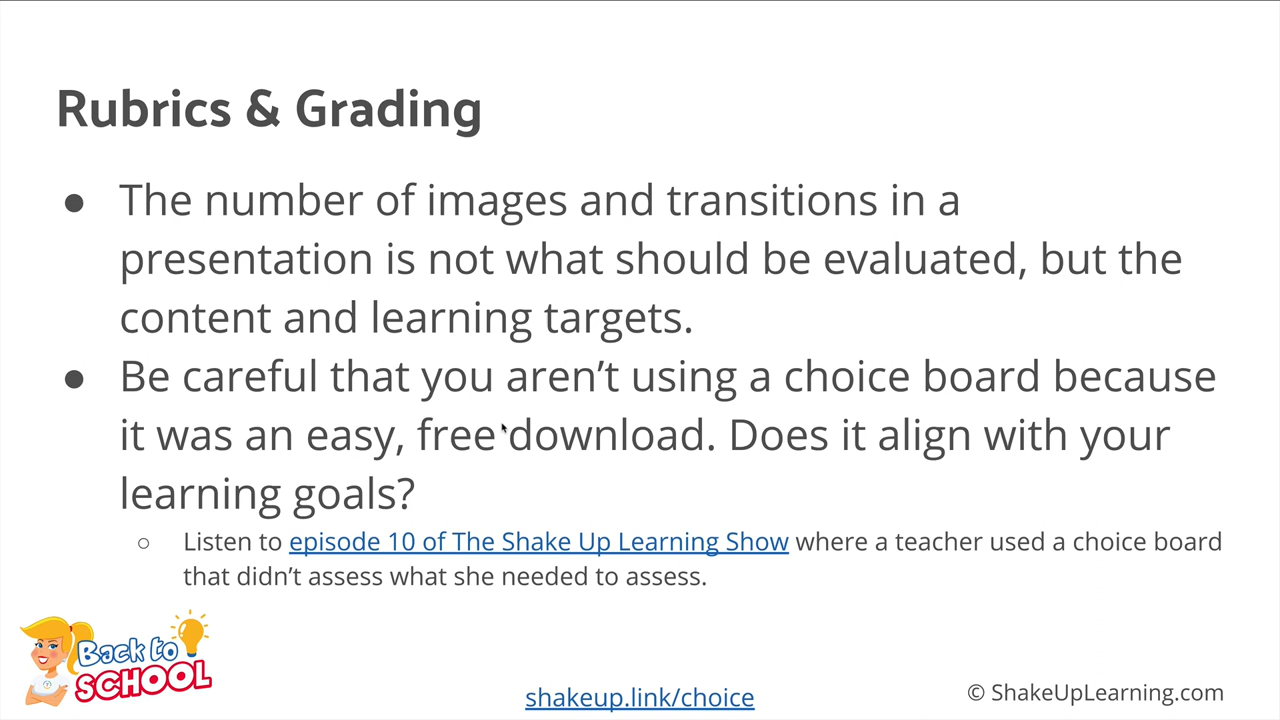 Rubrics & Grading
● The number of images and transitions in a
presentation is not what should be evaluated, but the
content and learning targets.
● Be careful that you aren’t using a choice board because
it was an easy, free download. Does it align with your
learning goals?
○ Listen to episode 10 of The Shake Up Learning Show where a teacher used a choice board
that didn’t assess what she needed to assess.
Back to
SCHOOL
shakeup.link/choice
© ShakeUpLearning.com